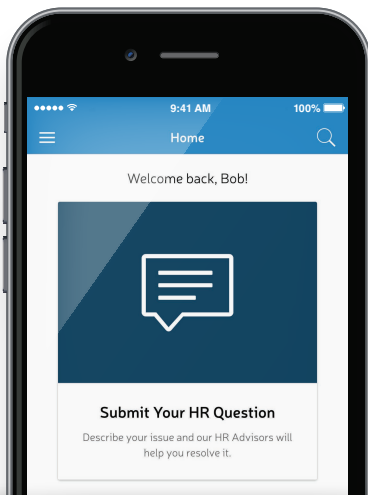 9:41 AM
100%
Home
Welcome back, Bob!
Submit Your HR Question
Describe your issue and our HR Advisors will
help you resolve it.